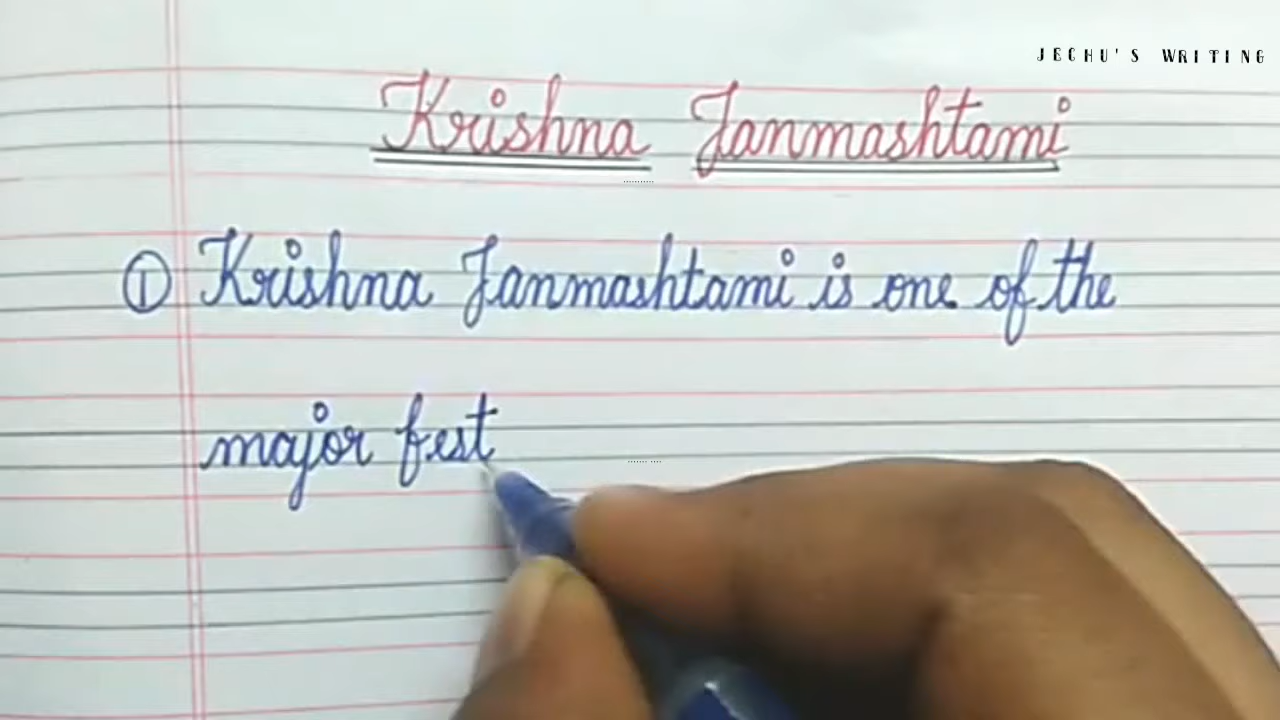 JECHU'S WRITING
Krishna Janmashtami
① Krishna Janmashtami is one of the
major fest